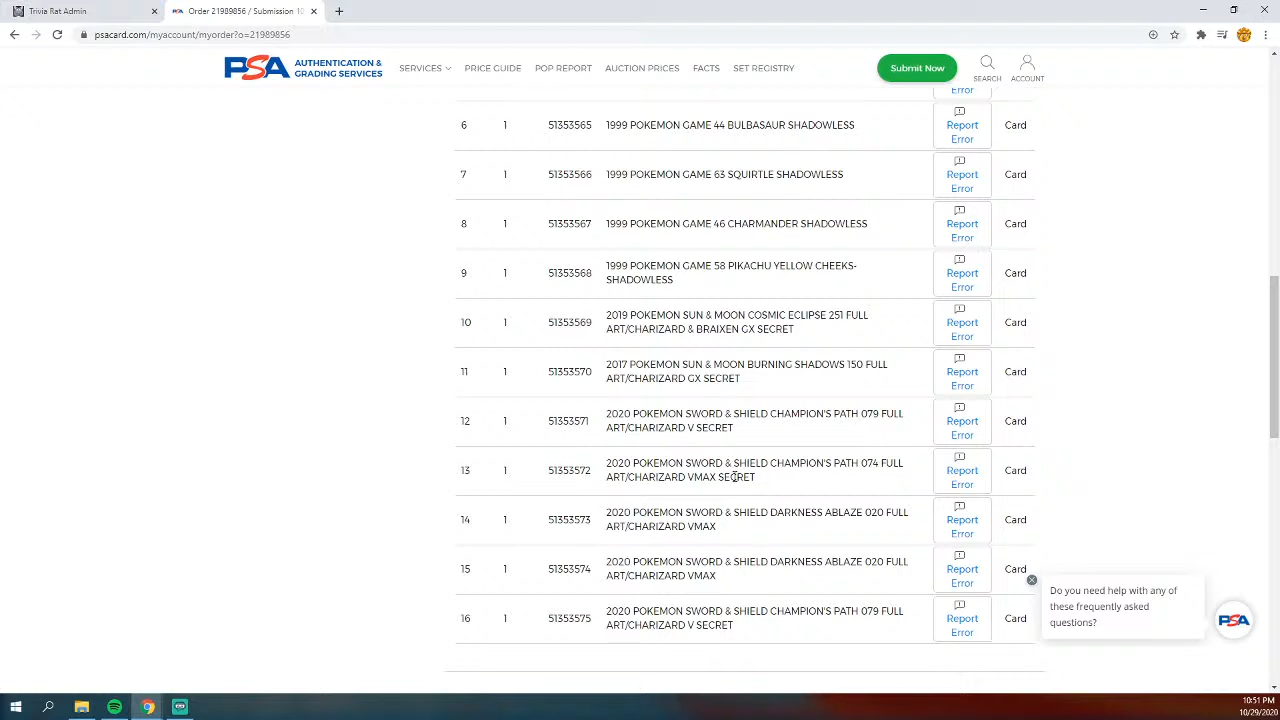 Trivia Rat Admin
Order 21989856 / Submission 10
psacard.com/myaccount/myorder?o=21989856
PSA AUTHENTICATION & GRADING SERVICES
SERVICES
PRICE GUIDE
POP REPORT
AUCTION PRICES
FACTS
SET REGISTRY
Submit Now
SEARCH
ACCOUNT
Error
6 1 51353565 1999 POKEMON GAME 44 BULBASAUR SHADOWLESS Report Error Card
7 1 51353566 1999 POKEMON GAME 63 SQUIRTLE SHADOWLESS Report Error Card
8 1 51353567 1999 POKEMON GAME 46 CHARMANDER SHADOWLESS Report Error Card
9 1 51353568 1999 POKEMON GAME 58 PIKACHU YELLOW CHEEKS-
SHADOWLESS Report Error Card
10 1 51353569 2019 POKEMON SUN & MOON COSMIC ECLIPSE 251 FULL
ART/CHARIZARD & BRAIXEN GX SECRET Report Error Card
11 1 51353570 2017 POKEMON SUN & MOON BURNING SHADOWS 150 FULL
ART/CHARIZARD GX SECRET Report Error Card
12 1 51353571 2020 POKEMON SWORD & SHIELD CHAMPION'S PATH 079 FULL
ART/CHARIZARD V SECRET Report Error Card
13 1 51353572 2020 POKEMON SWORD & SHIELD CHAMPION'S PATH 074 FULL
ART/CHARIZARD VMAX SECRET Report Error Card
14 1 51353573 2020 POKEMON SWORD & SHIELD DARKNESS ABLAZE 020 FULL
ART/CHARIZARD VMAX Report Error Card
15 1 51353574 2020 POKEMON SWORD & SHIELD DARKNESS ABLAZE 020 FULL
ART/CHARIZARD VMAX Report Error Card
16 1 51353575 2020 POKEMON SWORD & SHIELD CHAMPION'S PATH 079 FULL
ART/CHARIZARD V SECRET Report Error Card
Do you need help with any of
these frequently asked
questions?
PSA
10:51 PM
10/29/2020